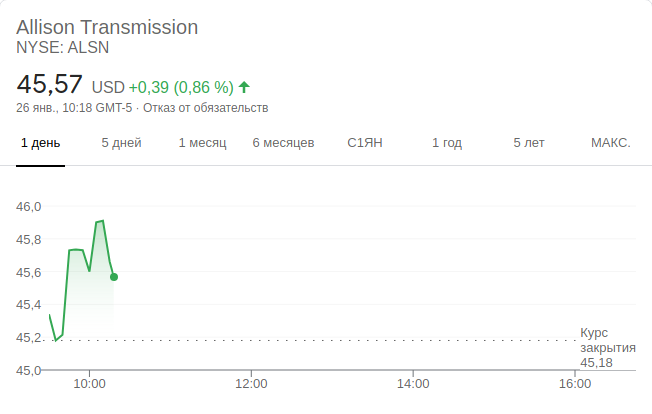 Allison Transmission
NYSE: ALSN
45,57 USD +0,39 (0,86 %)
26 янв., 10:18 GMT-5 · Отказ от обязательств
1 день 5 дней 1 месяц 6 месяцев С1ЯН 1 год 5 лет МАКС.
46,0
45,8
45,6
45,4
45,2
45,0
Курс
закрытия
45,18
10:00 12:00 14:00 16:00